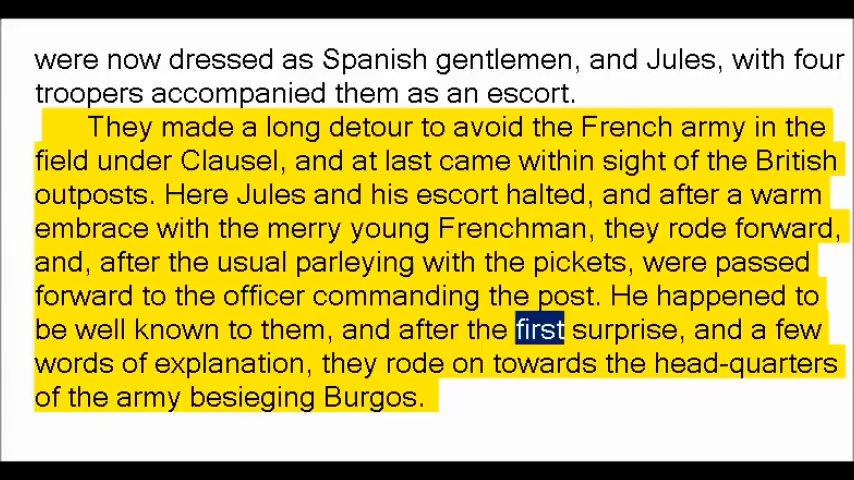 were now dressed as Spanish gentlemen, and Jules, with four
troopers accompanied them as an escort.
They made a long detour to avoid the French army in the
field under Clausel, and at last came within sight of the British
outposts. Here Jules and his escort halted, and after a warm
embrace with the merry young Frenchman, they rode forward,
and, after the usual parleying with the pickets, were passed
forward to the officer commanding the post. He happened to
be well known to them, and after the first surprise, and a few
words of explanation, they rode on towards the head-quarters
of the army besieging Burgos.